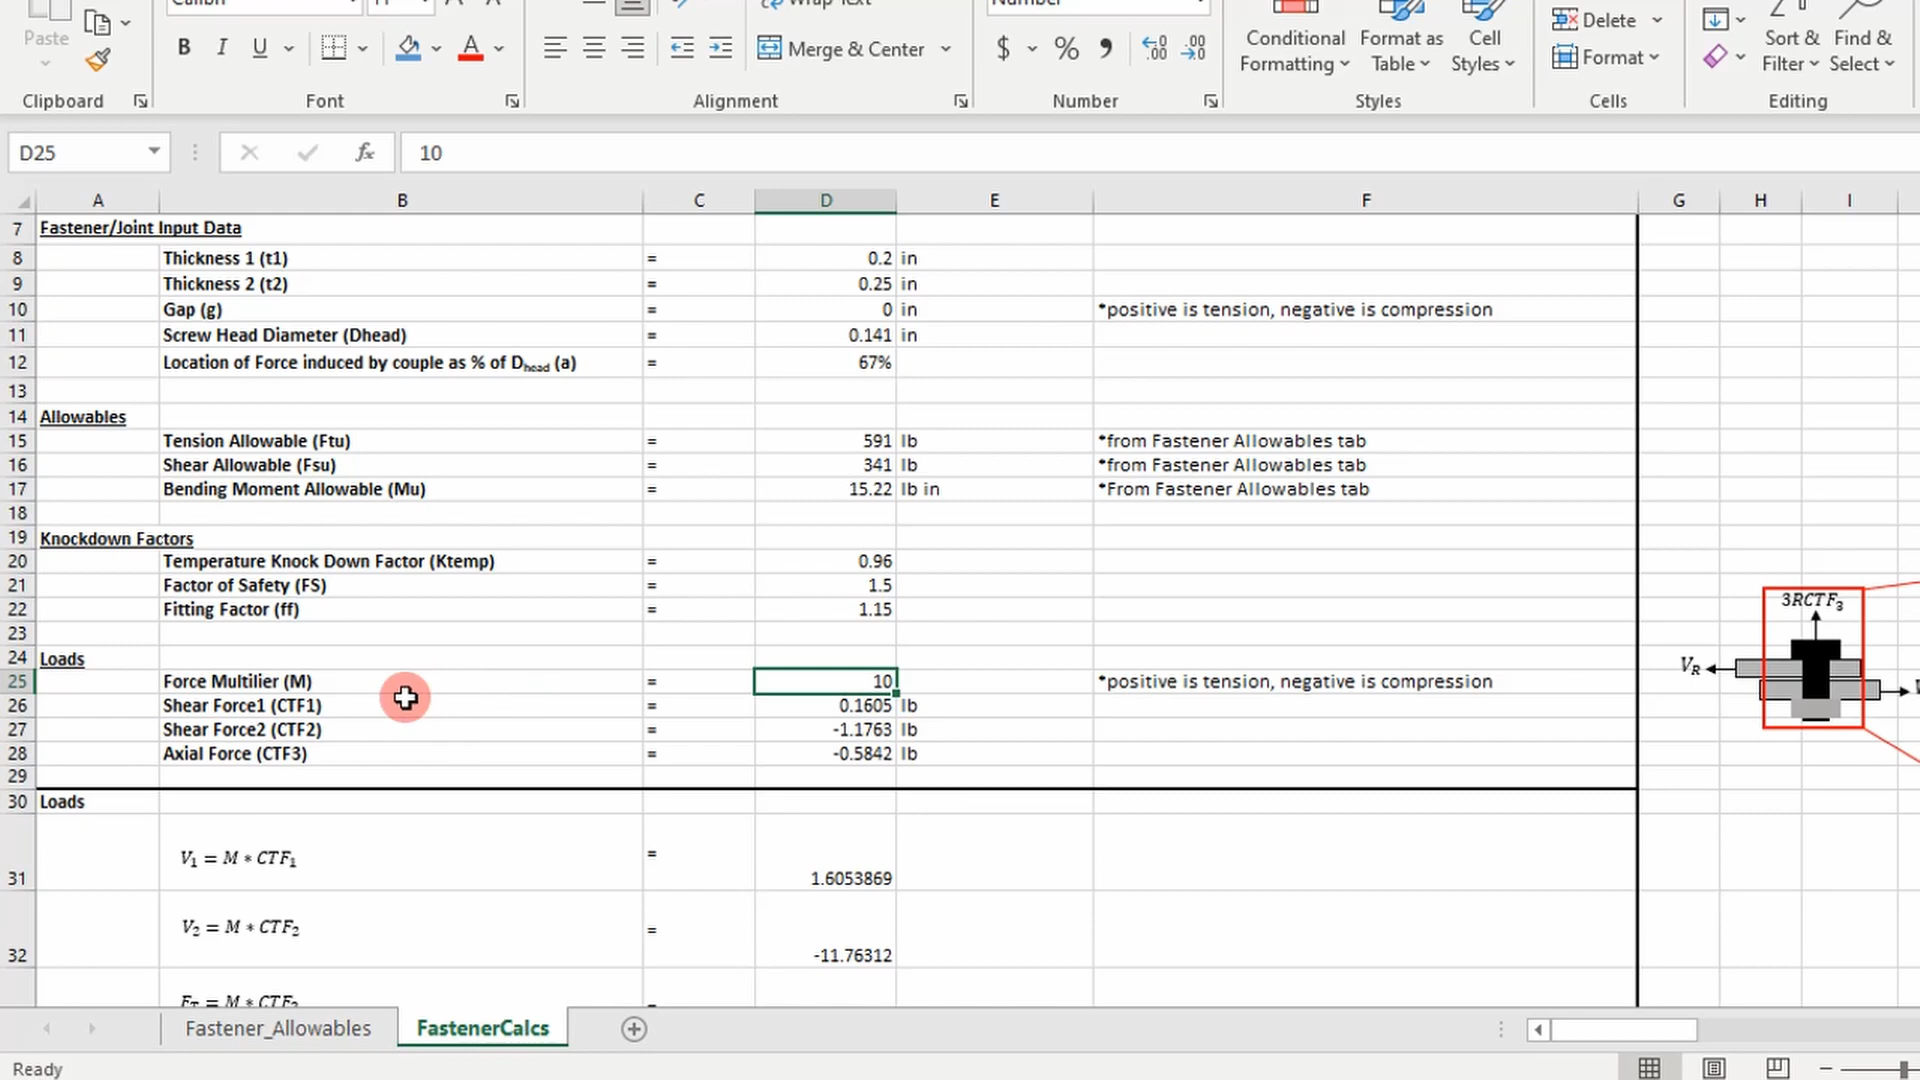 Calibri
11
Wrap Text
Number
Paste
B I U
A
Merge & Center
$ % 9
Conditional Formatting
Format as Table
Cell Styles
Delete
Format
Sort & Filter
Find & Select
Clipboard
Font
Alignment
Number
Styles
Cells
Editing
D25
fx
10
A B C D E F G H I
7 Fastener/Joint Input Data
8 Thickness 1 (t1) = 0.2 in
9 Thickness 2 (t2) = 0.25 in
10 Gap (g) = 0 in *positive is tension, negative is compression
11 Screw Head Diameter (Dhead) = 0.141 in
12 Location of Force induced by couple as % of Dhead (a) = 67%
13
14 Allowables
15 Tension Allowable (Ftu) = 591 lb *from Fastener Allowables tab
16 Shear Allowable (Fsu) = 341 lb *from Fastener Allowables tab
17 Bending Moment Allowable (Mu) = 15.22 lb in *From Fastener Allowables tab
18
19 Knockdown Factors
20 Temperature Knock Down Factor (Ktemp) = 0.96
21 Factor of Safety (FS) = 1.5
22 Fitting Factor (ff) = 1.15
23
24 Loads
25 Force Multilier (M) = 10 *positive is tension, negative is compression
26 Shear Force1 (CTF1) = 0.1605 lb
27 Shear Force2 (CTF2) = -1.1763 lb
28 Axial Force (CTF3) = -0.5842 lb
29
30 Loads
31 V₁ = M * CTF₁ = 1.6053869
32 V₂ = M * CTF₂ = -11.76312
F_T = M * CTF₃ =
3RCTF₃
V_R
Fastener_Allowables
FastenerCalcs
Ready